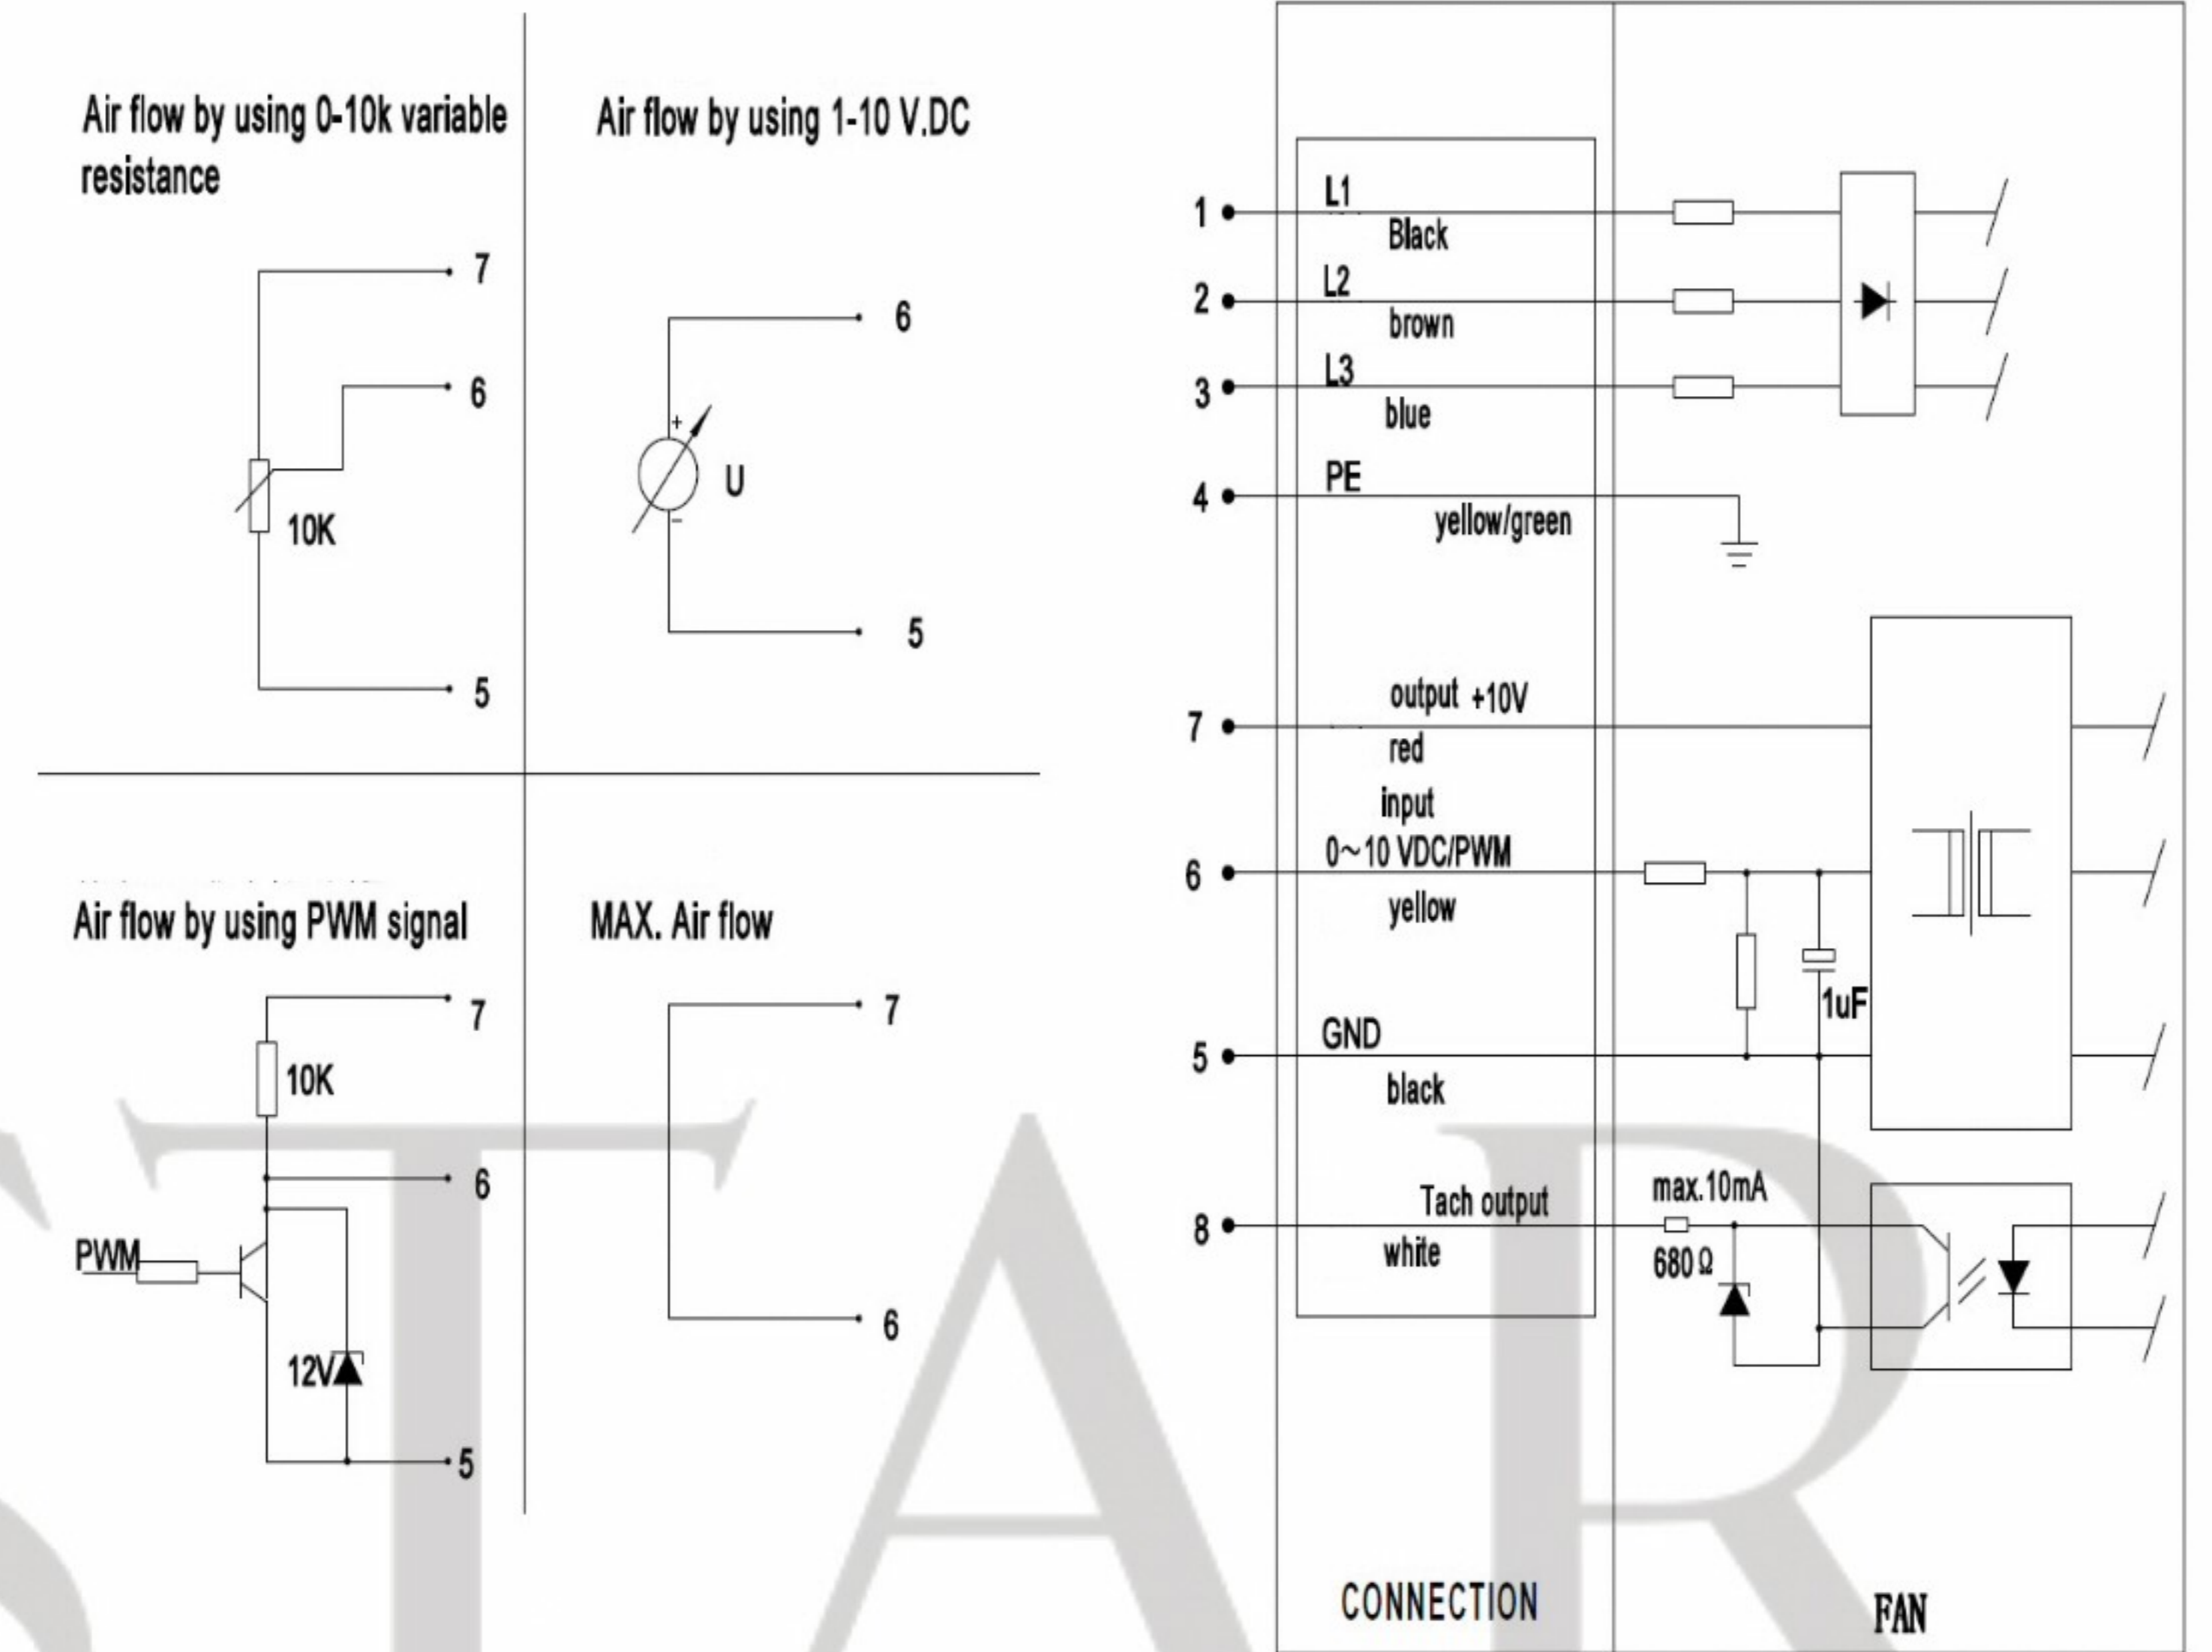 Air flow by using 0-10k variable
resistance
7
6
10K
5
Air flow by using 1-10 V.DC
6
+
U
-
5
Air flow by using PWM signal
7
10K
6
PWM
12V
5
MAX. Air flow
7
6
1
L1
Black
2
L2
brown
3
L3
blue
4
PE
yellow/green
output +10V
7
red
input
0~10 VDC/PWM
6
yellow
1uF
GND
5
black
max.10mA
Tach output
8
white
680Ω
CONNECTION
FAN
STAR